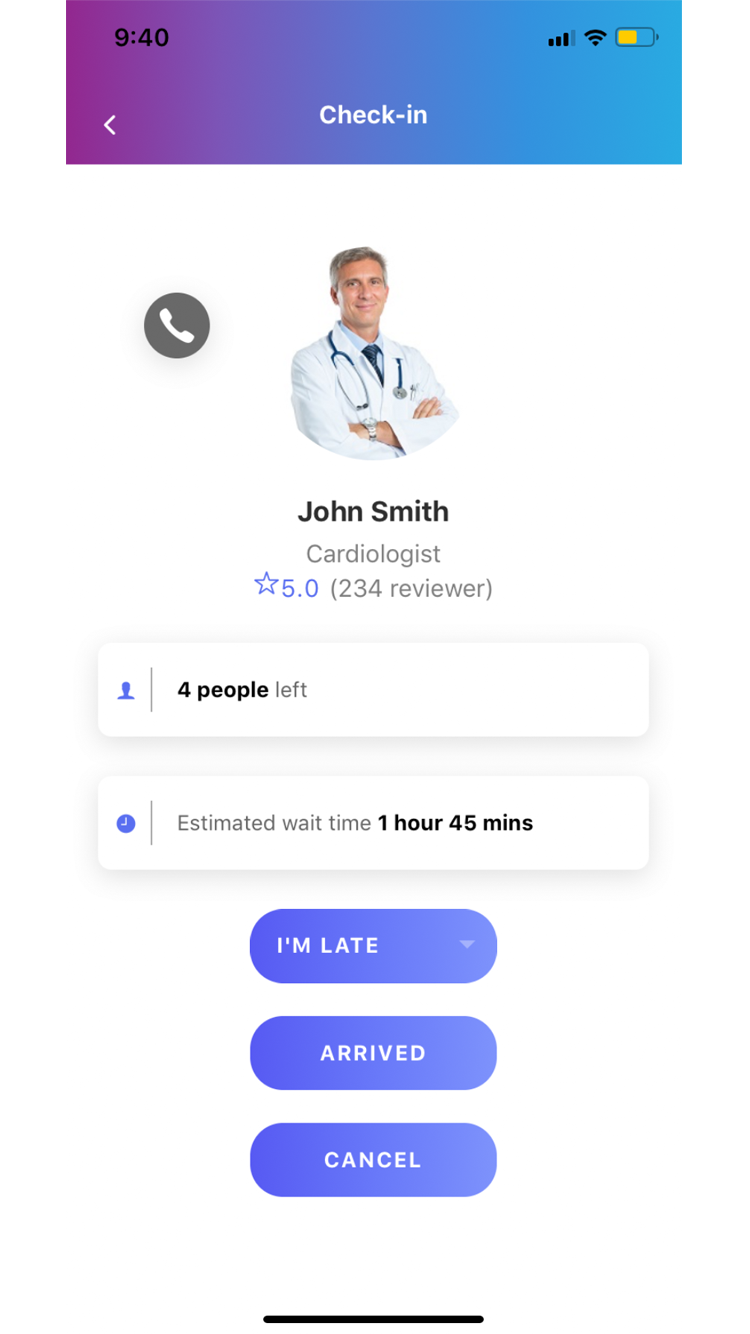 9:40
Check-in
John Smith
Cardiologist
5.0 (234 reviewer)
4 people left
Estimated wait time 1 hour 45 mins
I'M LATE
ARRIVED
CANCEL